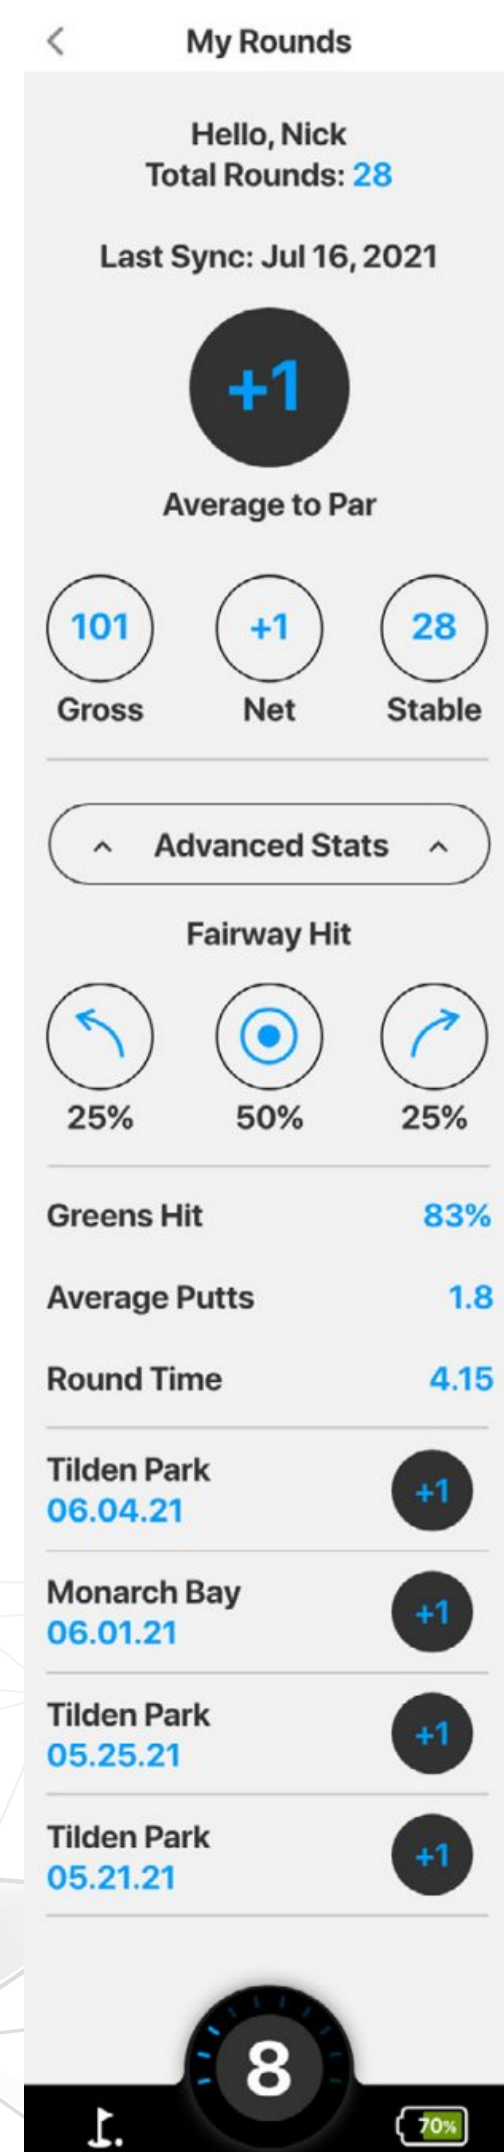 My Rounds
Hello, Nick
Total Rounds: 28
Last Sync: Jul 16, 2021
+1
Average to Par
101 +1 28
Gross Net Stable
Advanced Stats
Fairway Hit
25% 50% 25%
Greens Hit 83%
Average Putts 1.8
Round Time 4.15
Tilden Park
06.04.21
+1
Monarch Bay
06.01.21
+1
Tilden Park
05.25.21
+1
Tilden Park
05.21.21
+1
8
70%